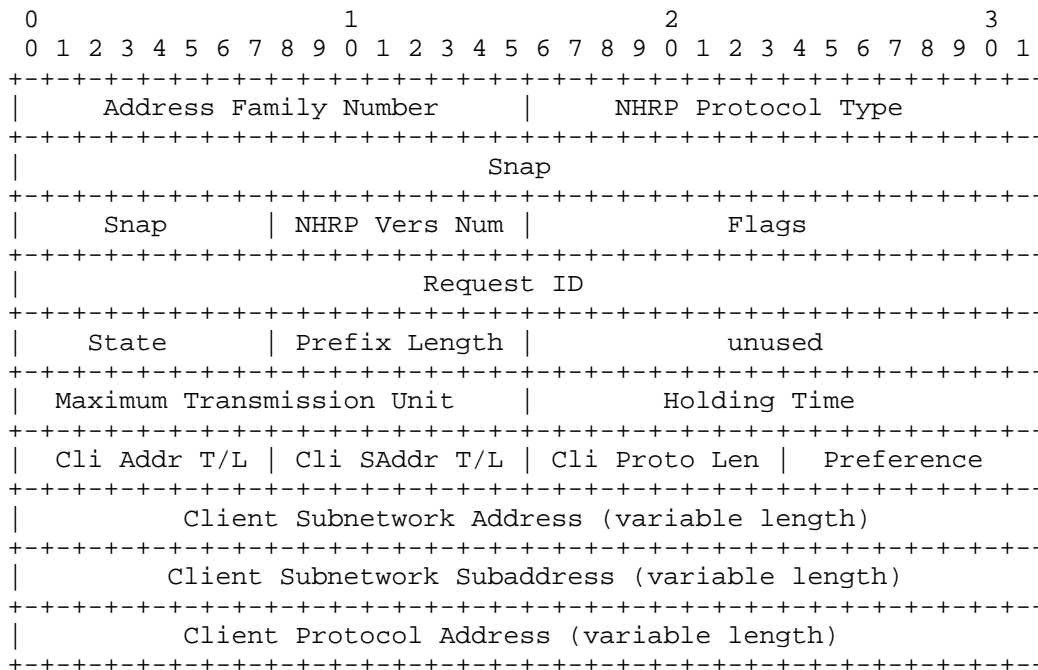 0                   1                   2                   3
 0 1 2 3 4 5 6 7 8 9 0 1 2 3 4 5 6 7 8 9 0 1 2 3 4 5 6 7 8 9 0 1
+-+-+-+-+-+-+-+-+-+-+-+-+-+-+-+-+-+-+-+-+-+-+-+-+-+-+-+-+-+-+-+--
|     Address Family Number     |      NHRP Protocol Type
+-+-+-+-+-+-+-+-+-+-+-+-+-+-+-+-+-+-+-+-+-+-+-+-+-+-+-+-+-+-+-+--
|                             Snap
+-+-+-+-+-+-+-+-+-+-+-+-+-+-+-+-+-+-+-+-+-+-+-+-+-+-+-+-+-+-+-+--
|     Snap      | NHRP Vers Num |            Flags
+-+-+-+-+-+-+-+-+-+-+-+-+-+-+-+-+-+-+-+-+-+-+-+-+-+-+-+-+-+-+-+--
|                         Request ID
+-+-+-+-+-+-+-+-+-+-+-+-+-+-+-+-+-+-+-+-+-+-+-+-+-+-+-+-+-+-+-+--
|    State      | Prefix Length |            unused
+-+-+-+-+-+-+-+-+-+-+-+-+-+-+-+-+-+-+-+-+-+-+-+-+-+-+-+-+-+-+-+--
|  Maximum Transmission Unit    |        Holding Time
+-+-+-+-+-+-+-+-+-+-+-+-+-+-+-+-+-+-+-+-+-+-+-+-+-+-+-+-+-+-+-+--
|  Cli Addr T/L | Cli SAddr T/L | Cli Proto Len |  Preference
+-+-+-+-+-+-+-+-+-+-+-+-+-+-+-+-+-+-+-+-+-+-+-+-+-+-+-+-+-+-+-+--
|          Client Subnetwork Address (variable length)
+-+-+-+-+-+-+-+-+-+-+-+-+-+-+-+-+-+-+-+-+-+-+-+-+-+-+-+-+-+-+-+--
|         Client Subnetwork Subaddress (variable length)
+-+-+-+-+-+-+-+-+-+-+-+-+-+-+-+-+-+-+-+-+-+-+-+-+-+-+-+-+-+-+-+--
|          Client Protocol Address (variable length)
+-+-+-+-+-+-+-+-+-+-+-+-+-+-+-+-+-+-+-+-+-+-+-+-+-+-+-+-+-+-+-+--